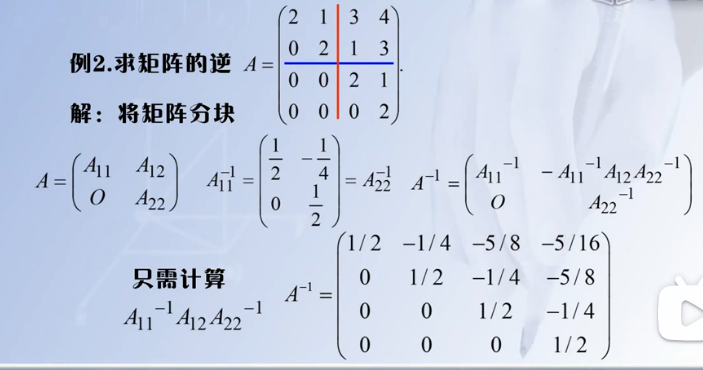 例2.求矩阵的逆 A = \begin{pmatrix} 2 & 1 & 3 & 4 \\ 0 & 2 & 1 & 3 \\ 0 & 0 & 2 & 1 \\ 0 & 0 & 0 & 2 \end{pmatrix}.
解：将矩阵分块
A = \begin{pmatrix} A_{11} & A_{12} \\ O & A_{22} \end{pmatrix} A_{11}^{-1} = \begin{pmatrix} \frac{1}{2} & -\frac{1}{4} \\ 0 & \frac{1}{2} \end{pmatrix} = A_{22}^{-1} A^{-1} = \begin{pmatrix} A_{11}^{-1} & -A_{11}^{-1}A_{12}A_{22}^{-1} \\ O & A_{22}^{-1} \end{pmatrix}
只需计算
A_{11}^{-1}A_{12}A_{22}^{-1}
A^{-1} = \begin{pmatrix} 1/2 & -1/4 & -5/8 & -5/16 \\ 0 & 1/2 & -1/4 & -5/8 \\ 0 & 0 & 1/2 & -1/4 \\ 0 & 0 & 0 & 1/2 \end{pmatrix}